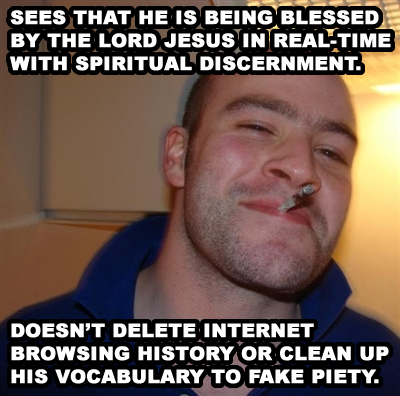 SEES THAT HE IS BEING BLESSED
BY THE LORD JESUS IN REAL-TIME
WITH SPIRITUAL DISCERNMENT.
DOESN'T DELETE INTERNET
BROWSING HISTORY OR CLEAN UP
HIS VOCABULARY TO FAKE PIETY.